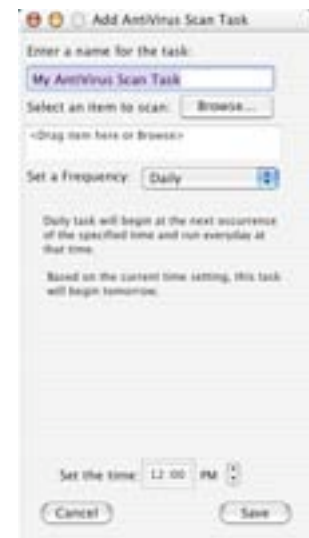 Add AntiVirus Scan Task
Enter a name for the task:
My AntiVirus Scan Task
Select an item to scan: Browse...
<Drag item here or Browse>
Set a Frequency: Daily
Daily task will begin at the next occurrence
of the specified time and run everyday at
that time.
Based on the current time setting, this task
will begin tomorrow.
Set the time: 12:00 PM
Cancel Save